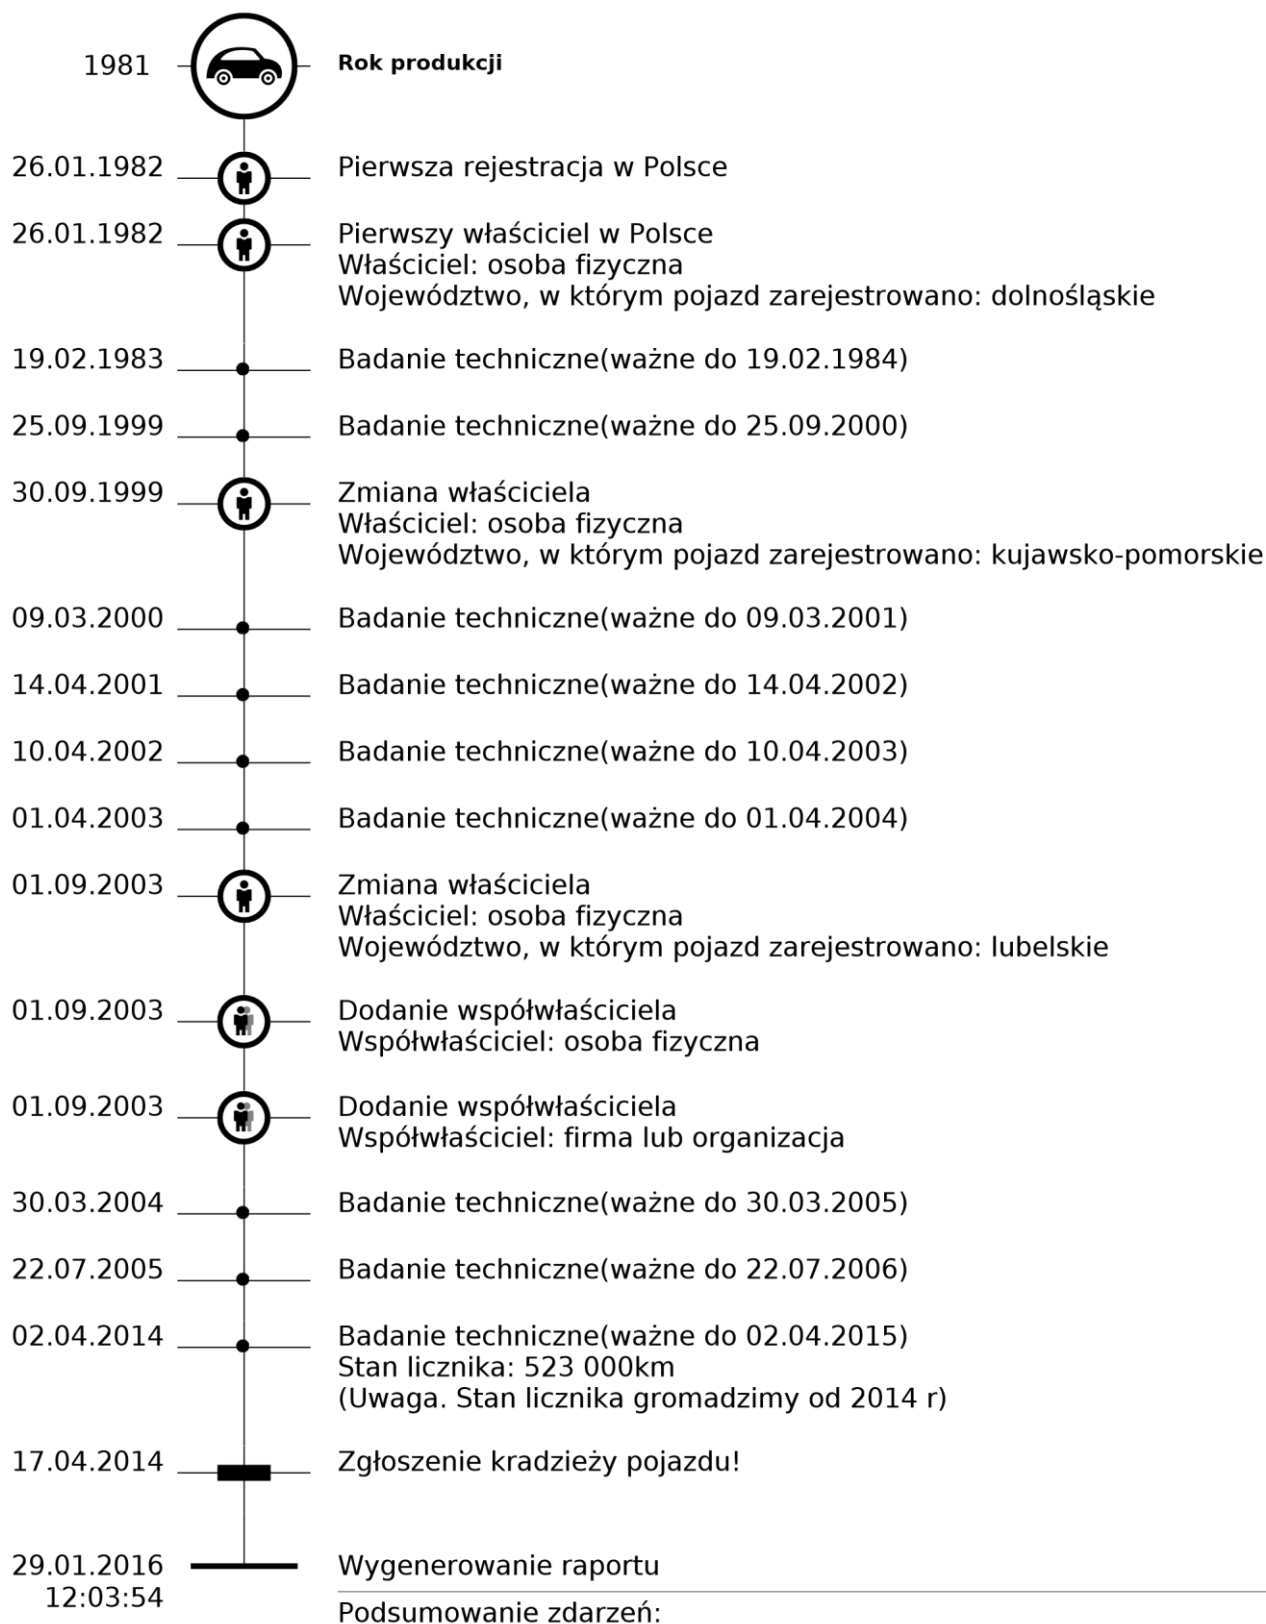 1981 Rok produkcji
26.01.1982 Pierwsza rejestracja w Polsce
26.01.1982 Pierwszy właściciel w Polsce
Właściciel: osoba fizyczna
Województwo, w którym pojazd zarejestrowano: dolnośląskie
19.02.1983 Badanie techniczne(ważne do 19.02.1984)
25.09.1999 Badanie techniczne(ważne do 25.09.2000)
30.09.1999 Zmiana właściciela
Właściciel: osoba fizyczna
Województwo, w którym pojazd zarejestrowano: kujawsko-pomorskie
09.03.2000 Badanie techniczne(ważne do 09.03.2001)
14.04.2001 Badanie techniczne(ważne do 14.04.2002)
10.04.2002 Badanie techniczne(ważne do 10.04.2003)
01.04.2003 Badanie techniczne(ważne do 01.04.2004)
01.09.2003 Zmiana właściciela
Właściciel: osoba fizyczna
Województwo, w którym pojazd zarejestrowano: lubelskie
01.09.2003 Dodanie współwłaściciela
Współwłaściciel: osoba fizyczna
01.09.2003 Dodanie współwłaściciela
Współwłaściciel: firma lub organizacja
30.03.2004 Badanie techniczne(ważne do 30.03.2005)
22.07.2005 Badanie techniczne(ważne do 22.07.2006)
02.04.2014 Badanie techniczne(ważne do 02.04.2015)
Stan licznika: 523 000km
(Uwaga. Stan licznika gromadzimy od 2014 r)
17.04.2014 Zgłoszenie kradzieży pojazdu!
29.01.2016 Wygenerowanie raportu
12:03:54
Podsumowanie zdarzeń: